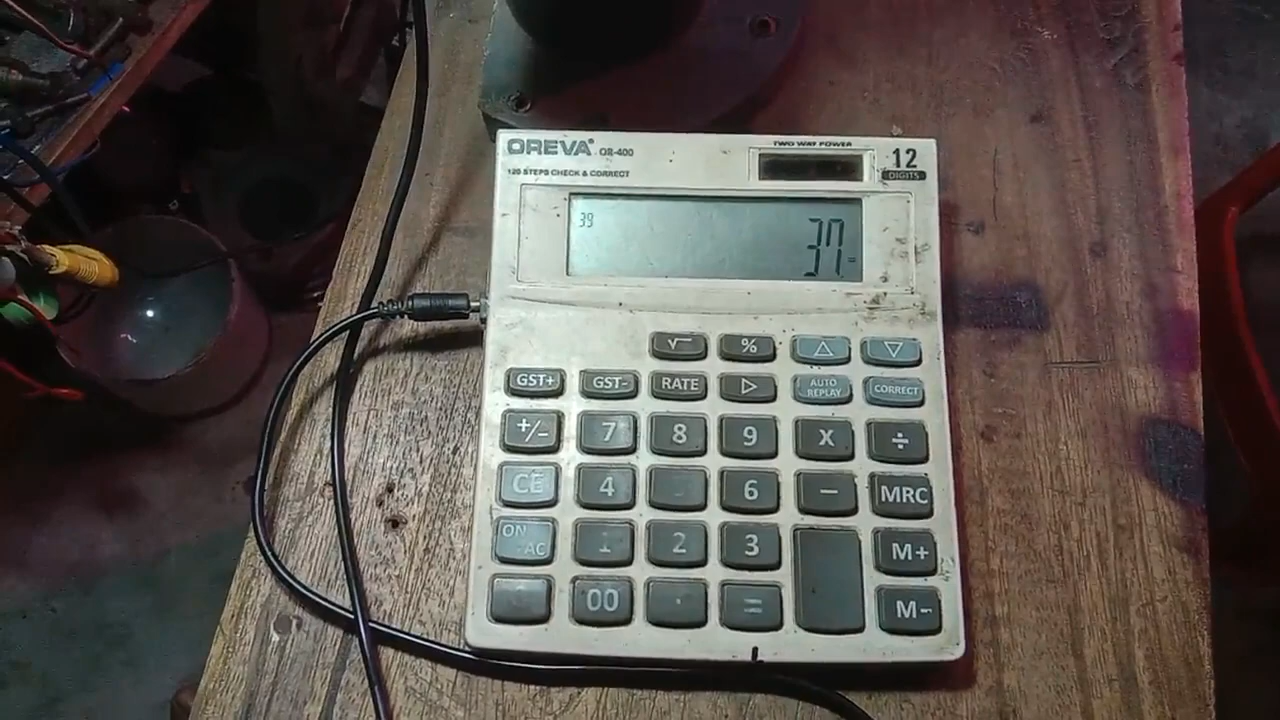 OREVA OR-400
TWO WAY POWER
12
DIGITS
120 STEPS CHECK & CORRECT
39
37 =
√ % △ ▽
GST+ GST- RATE ▷ AUTO REPLAY CORRECT
+/- 7 8 9 X ÷
CE 4 6 − MRC
ON AC 1 2 3 M+
00 . = M-